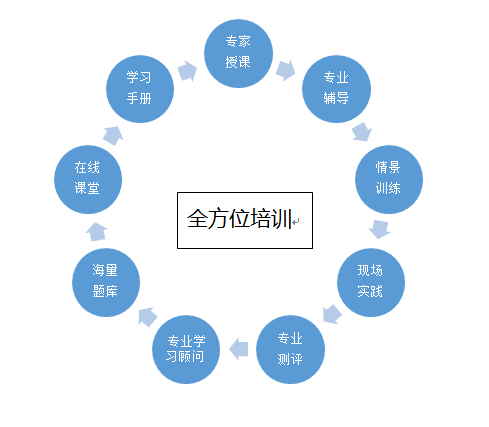 专家
授课
专业
辅导
情景
训练
现场
实践
专业
测评
专业学
习顾问
海量
题库
在线
课堂
学习
手册
全方位培训